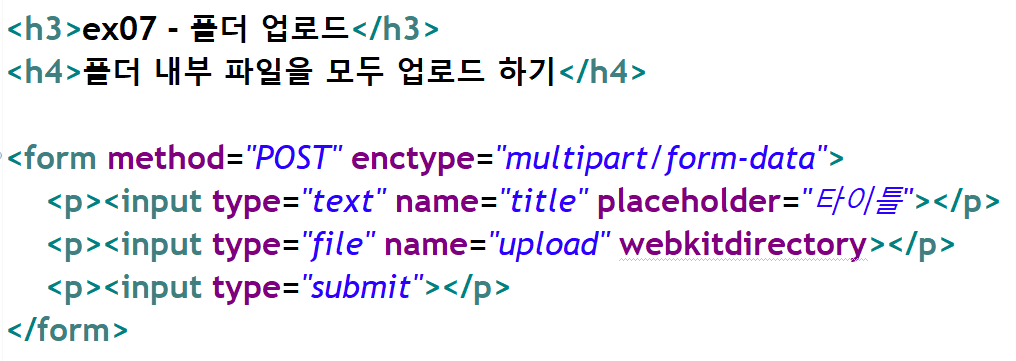 <h3>ex07 - 폴더 업로드</h3>
<h4>폴더 내부 파일을 모두 업로드 하기</h4>
<form method="POST" enctype="multipart/form-data">
<p><input type="text" name="title" placeholder="타이틀"></p>
<p><input type="file" name="upload" webkitdirectory></p>
<p><input type="submit"></p>
</form>